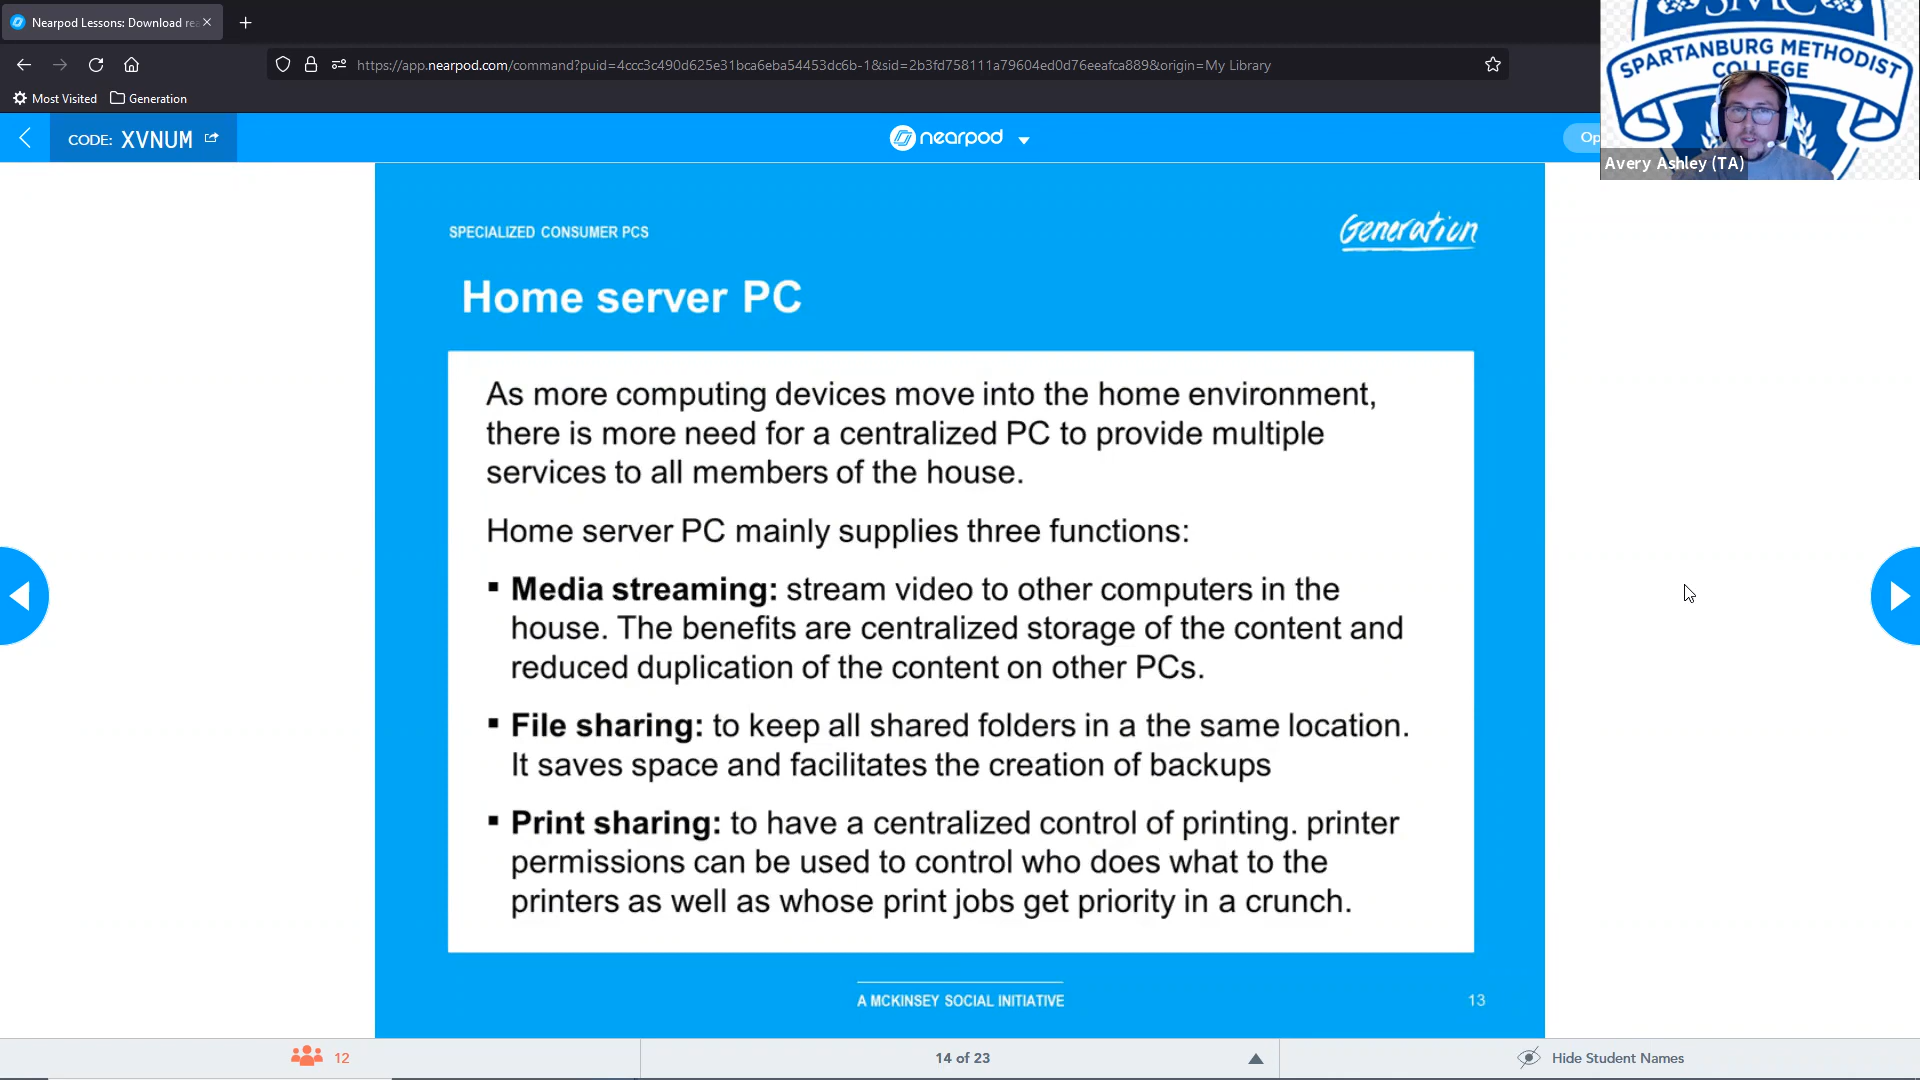 Nearpod Lessons: Download rea
https://app.nearpod.com/command?puid=4ccc3c490d625e31bca6eba54453dc6b-1&sid=2b3fd758111a79604ed0d76eeafca889&origin=My Library
Most Visited
Generation
CODE: XVNUM
nearpod
Op
SMC
SPARTANBURG METHODIST
COLLEGE
Avery Ashley (TA)
SPECIALIZED CONSUMER PCS
Generation
Home server PC
As more computing devices move into the home environment,
there is more need for a centralized PC to provide multiple
services to all members of the house.
Home server PC mainly supplies three functions:
▪ Media streaming: stream video to other computers in the
house. The benefits are centralized storage of the content and
reduced duplication of the content on other PCs.
▪ File sharing: to keep all shared folders in a the same location.
It saves space and facilitates the creation of backups
▪ Print sharing: to have a centralized control of printing. printer
permissions can be used to control who does what to the
printers as well as whose print jobs get priority in a crunch.
A MCKINSEY SOCIAL INITIATIVE
13
12
14 of 23
Hide Student Names